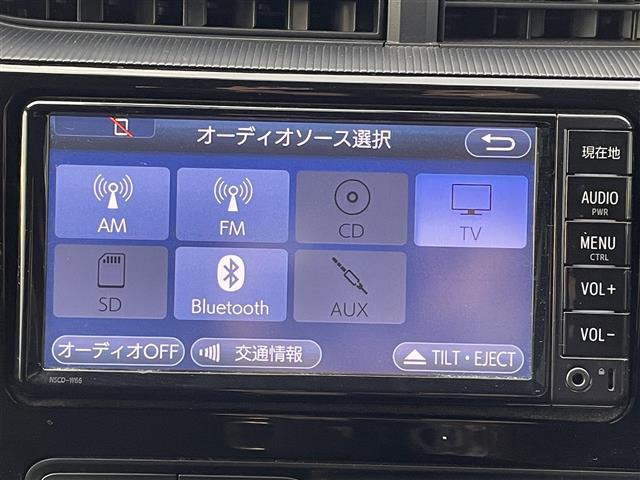 オーディオソース選択
現在地
AM
FM
CD
TV
AUDIO
PWR
MENU
CTRL
SD
Bluetooth
AUX
VOL+
VOL-
オーディオOFF
交通情報
TILT・EJECT
NSCD-W66